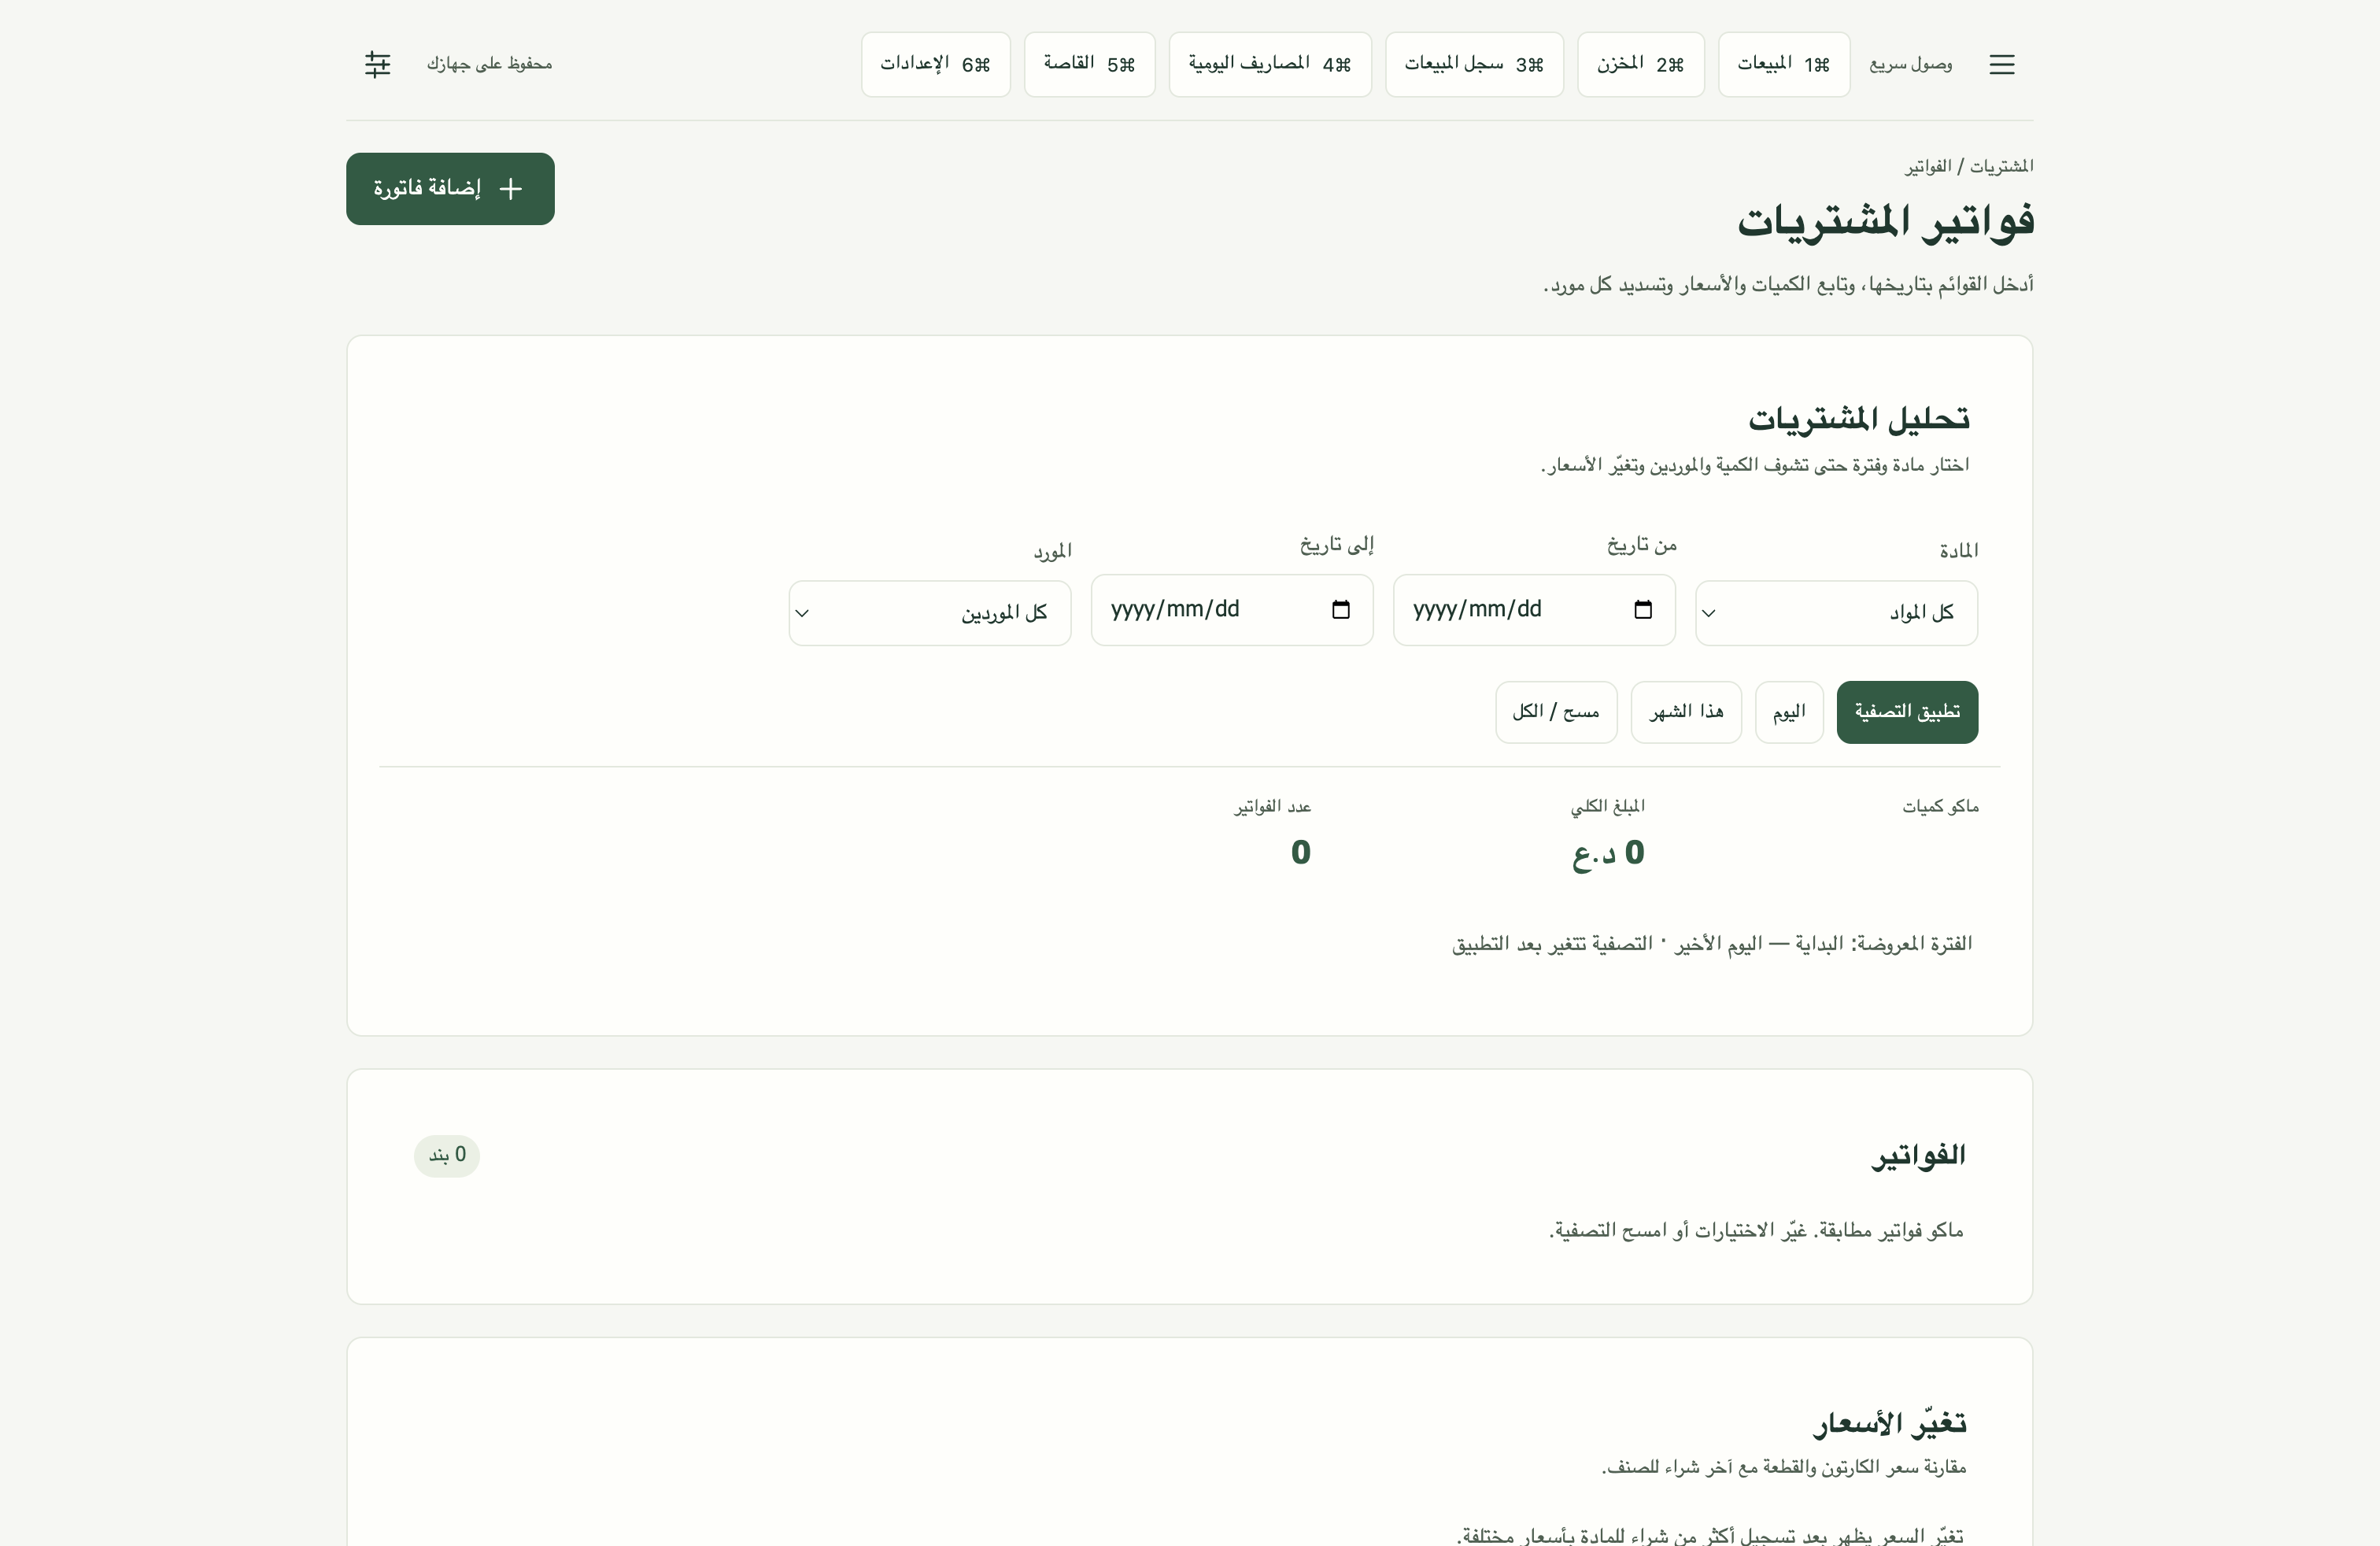 وصول سريع
⌘1 المبيعات
⌘2 المخزن
⌘3 سجل المبيعات
⌘4 المصاريف اليومية
⌘5 القاصة
⌘6 الإعدادات
محفوظ على جهازك
المشتريات / الفواتير
إضافة فاتورة
فواتير المشتريات
أدخل القوائم بتاريخها، وتابع الكميات والأسعار وتسديد كل مورد.
تحليل المشتريات
اختار مادة وفترة حتى تشوف الكمية والموردين وتغيّر الأسعار.
المادة
كل المواد
من تاريخ
yyyy/mm/dd
إلى تاريخ
yyyy/mm/dd
المورد
كل الموردين
تطبيق التصفية
اليوم
هذا الشهر
مسح / الكل
ماكو كميات
المبلغ الكلي
0 د.ع
عدد الفواتير
0
الفترة المعروضة: البداية — اليوم الأخير · التصفية تتغير بعد التطبيق
الفواتير
0 بند
ماكو فواتير مطابقة. غيّر الاختيارات أو امسح التصفية.
تغيّر الأسعار
مقارنة سعر الكارتون والقطعة مع آخر شراء للصنف.
تغيّر السعر يظهر بعد تسجيل أكثر من شراء للمادة بأسعار مختلفة.